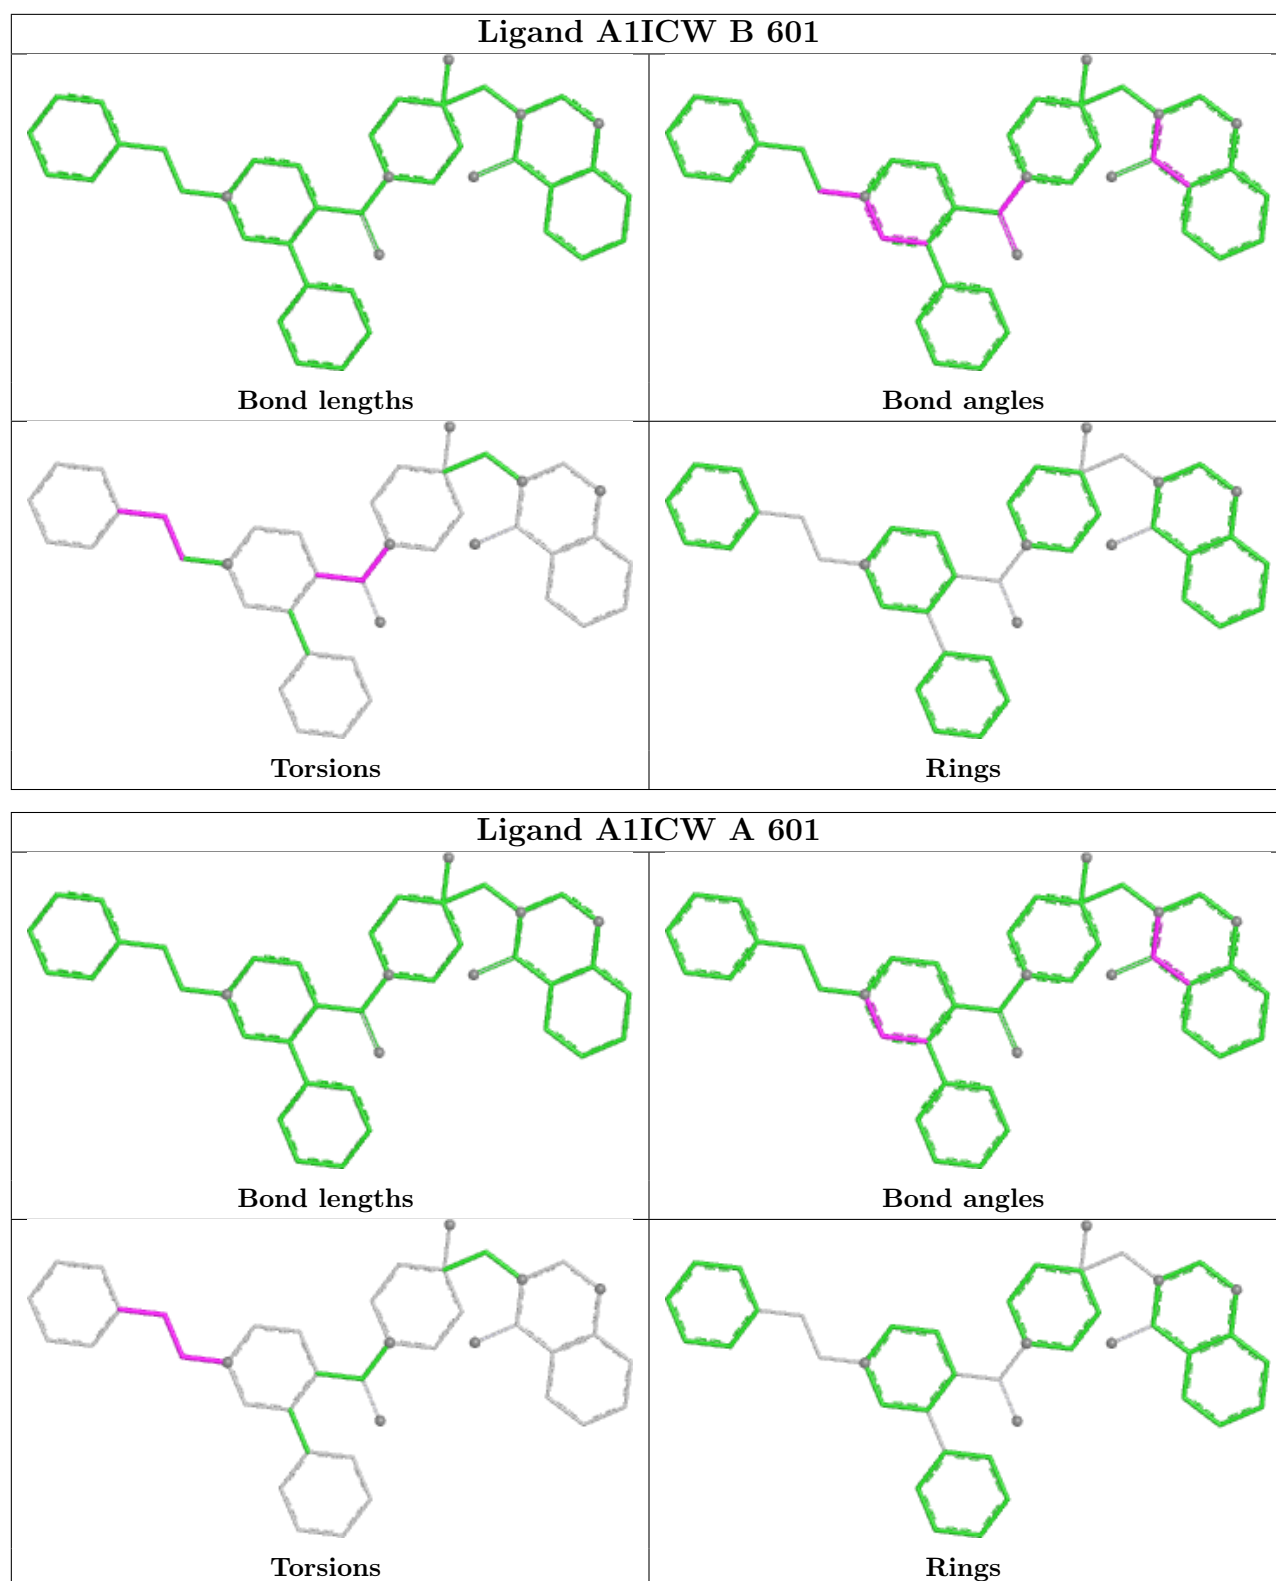 Ligand A1ICW B 601
Bond lengths
Bond angles
Torsions
Rings
Ligand A1ICW A 601
Bond lengths
Bond angles
Torsions
Rings